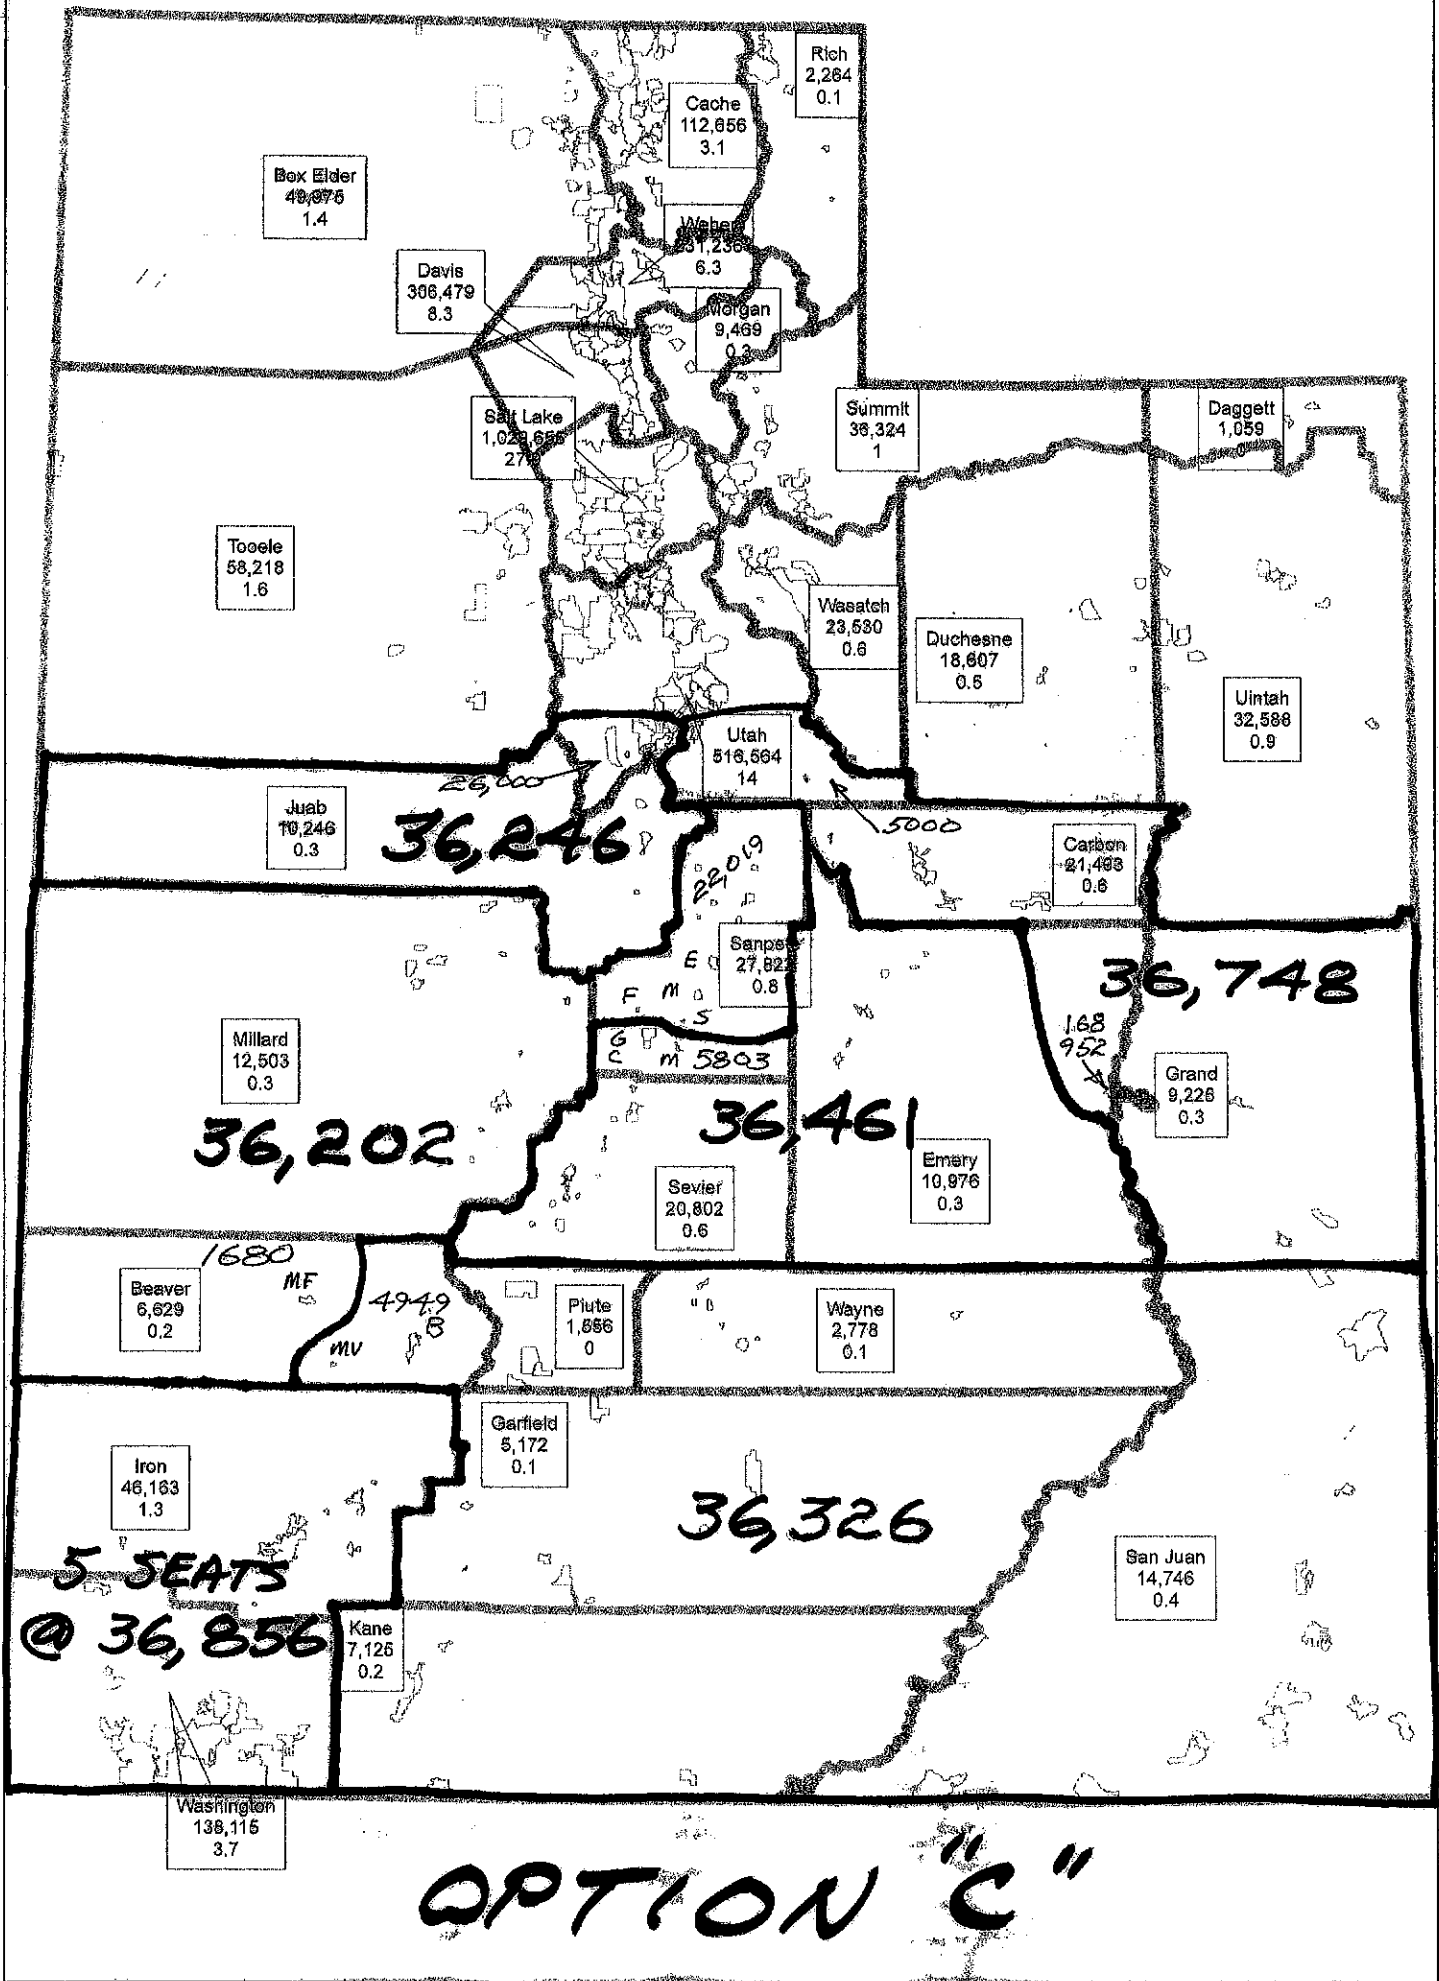 Rich
2,264
0.1
Cache
112,656
3.1
Box Elder
49,975
1.4
Weber
231,236
6.3
Davis
306,479
8.3
Morgan
9,469
Salt Lake
Summit
36,324
1
Daggett
1,059
0
Tooele
58,218
1.6
Wasatch
23,530
0.6
Duchesne
18,607
0.5
Uintah
32,588
0.9
Utah
516,564
14
26,000
Juab
10,246
0.3
36,246
5000
Carbon
21,403
0.6
22,019
Sanpete
27,822
0.8
E
F M
S
G
C M 5803
36,748
168
952
Grand
9,225
0.3
Millard
12,503
0.3
36,202
36,461
Emery
10,976
0.3
Sevier
20,802
0.6
1680
Beaver
6,629
0.2
MF
4949
B
MV
Piute
1,556
0
Wayne
2,778
0.1
Garfield
5,172
0.1
Iron
46,163
1.3
36,326
5 SEATS
@ 36,856
San Juan
14,746
0.4
Kane
7,125
0.2
Washington
138,115
3.7
OPTION "C"